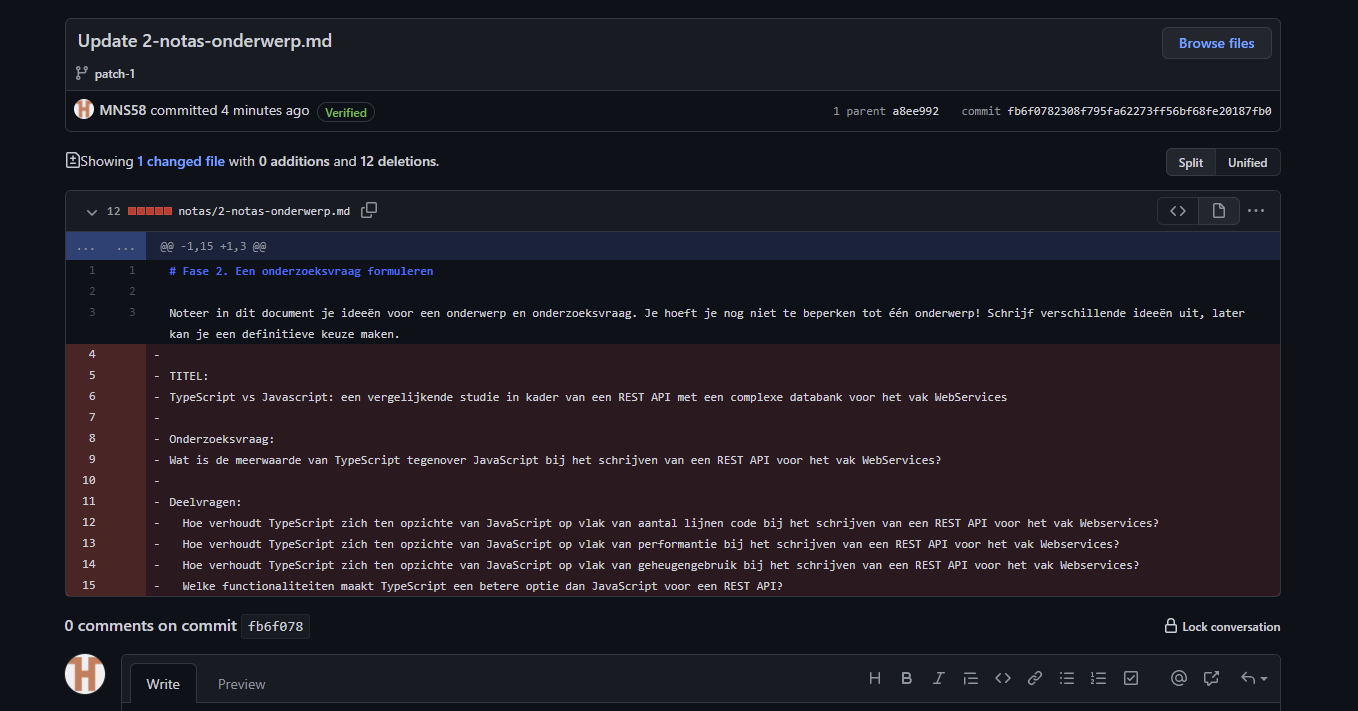 Update 2-notas-onderwerp.md
Browse files
patch-1
MNS58 committed 4 minutes ago Verified
1 parent a8ee992 commit fb6f0782308f795fa62273ff56bf68fe20187fb0
Showing 1 changed file with 0 additions and 12 deletions.
Split Unified
12 notas/2-notas-onderwerp.md
... ... @@ -1,15 +1,3 @@
1 1 # Fase 2. Een onderzoeksvraag formuleren
2 2
3 3 Noteer in dit document je ideeën voor een onderwerp en onderzoeksvraag. Je hoeft je nog niet te beperken tot één onderwerp! Schrijf verschillende ideeën uit, later
kan je een definitieve keuze maken.
4 -
5 - TITEL:
6 - TypeScript vs Javascript: een vergelijkende studie in kader van een REST API met een complexe databank voor het vak WebServices
7 -
8 - Onderzoeksvraag:
9 - Wat is de meerwaarde van TypeScript tegenover JavaScript bij het schrijven van een REST API voor het vak WebServices?
10 -
11 - Deelvragen:
12 - Hoe verhoudt TypeScript zich ten opzichte van JavaScript op vlak van aantal lijnen code bij het schrijven van een REST API voor het vak Webservices?
13 - Hoe verhoudt TypeScript zich ten opzichte van JavaScript op vlak van performantie bij het schrijven van een REST API voor het vak Webservices?
14 - Hoe verhoudt TypeScript zich ten opzichte van JavaScript op vlak van geheugengebruik bij het schrijven van een REST API voor het vak Webservices?
15 - Welke functionaliteiten maakt TypeScript een betere optie dan JavaScript voor een REST API?
0 comments on commit fb6f078
Lock conversation
Write Preview